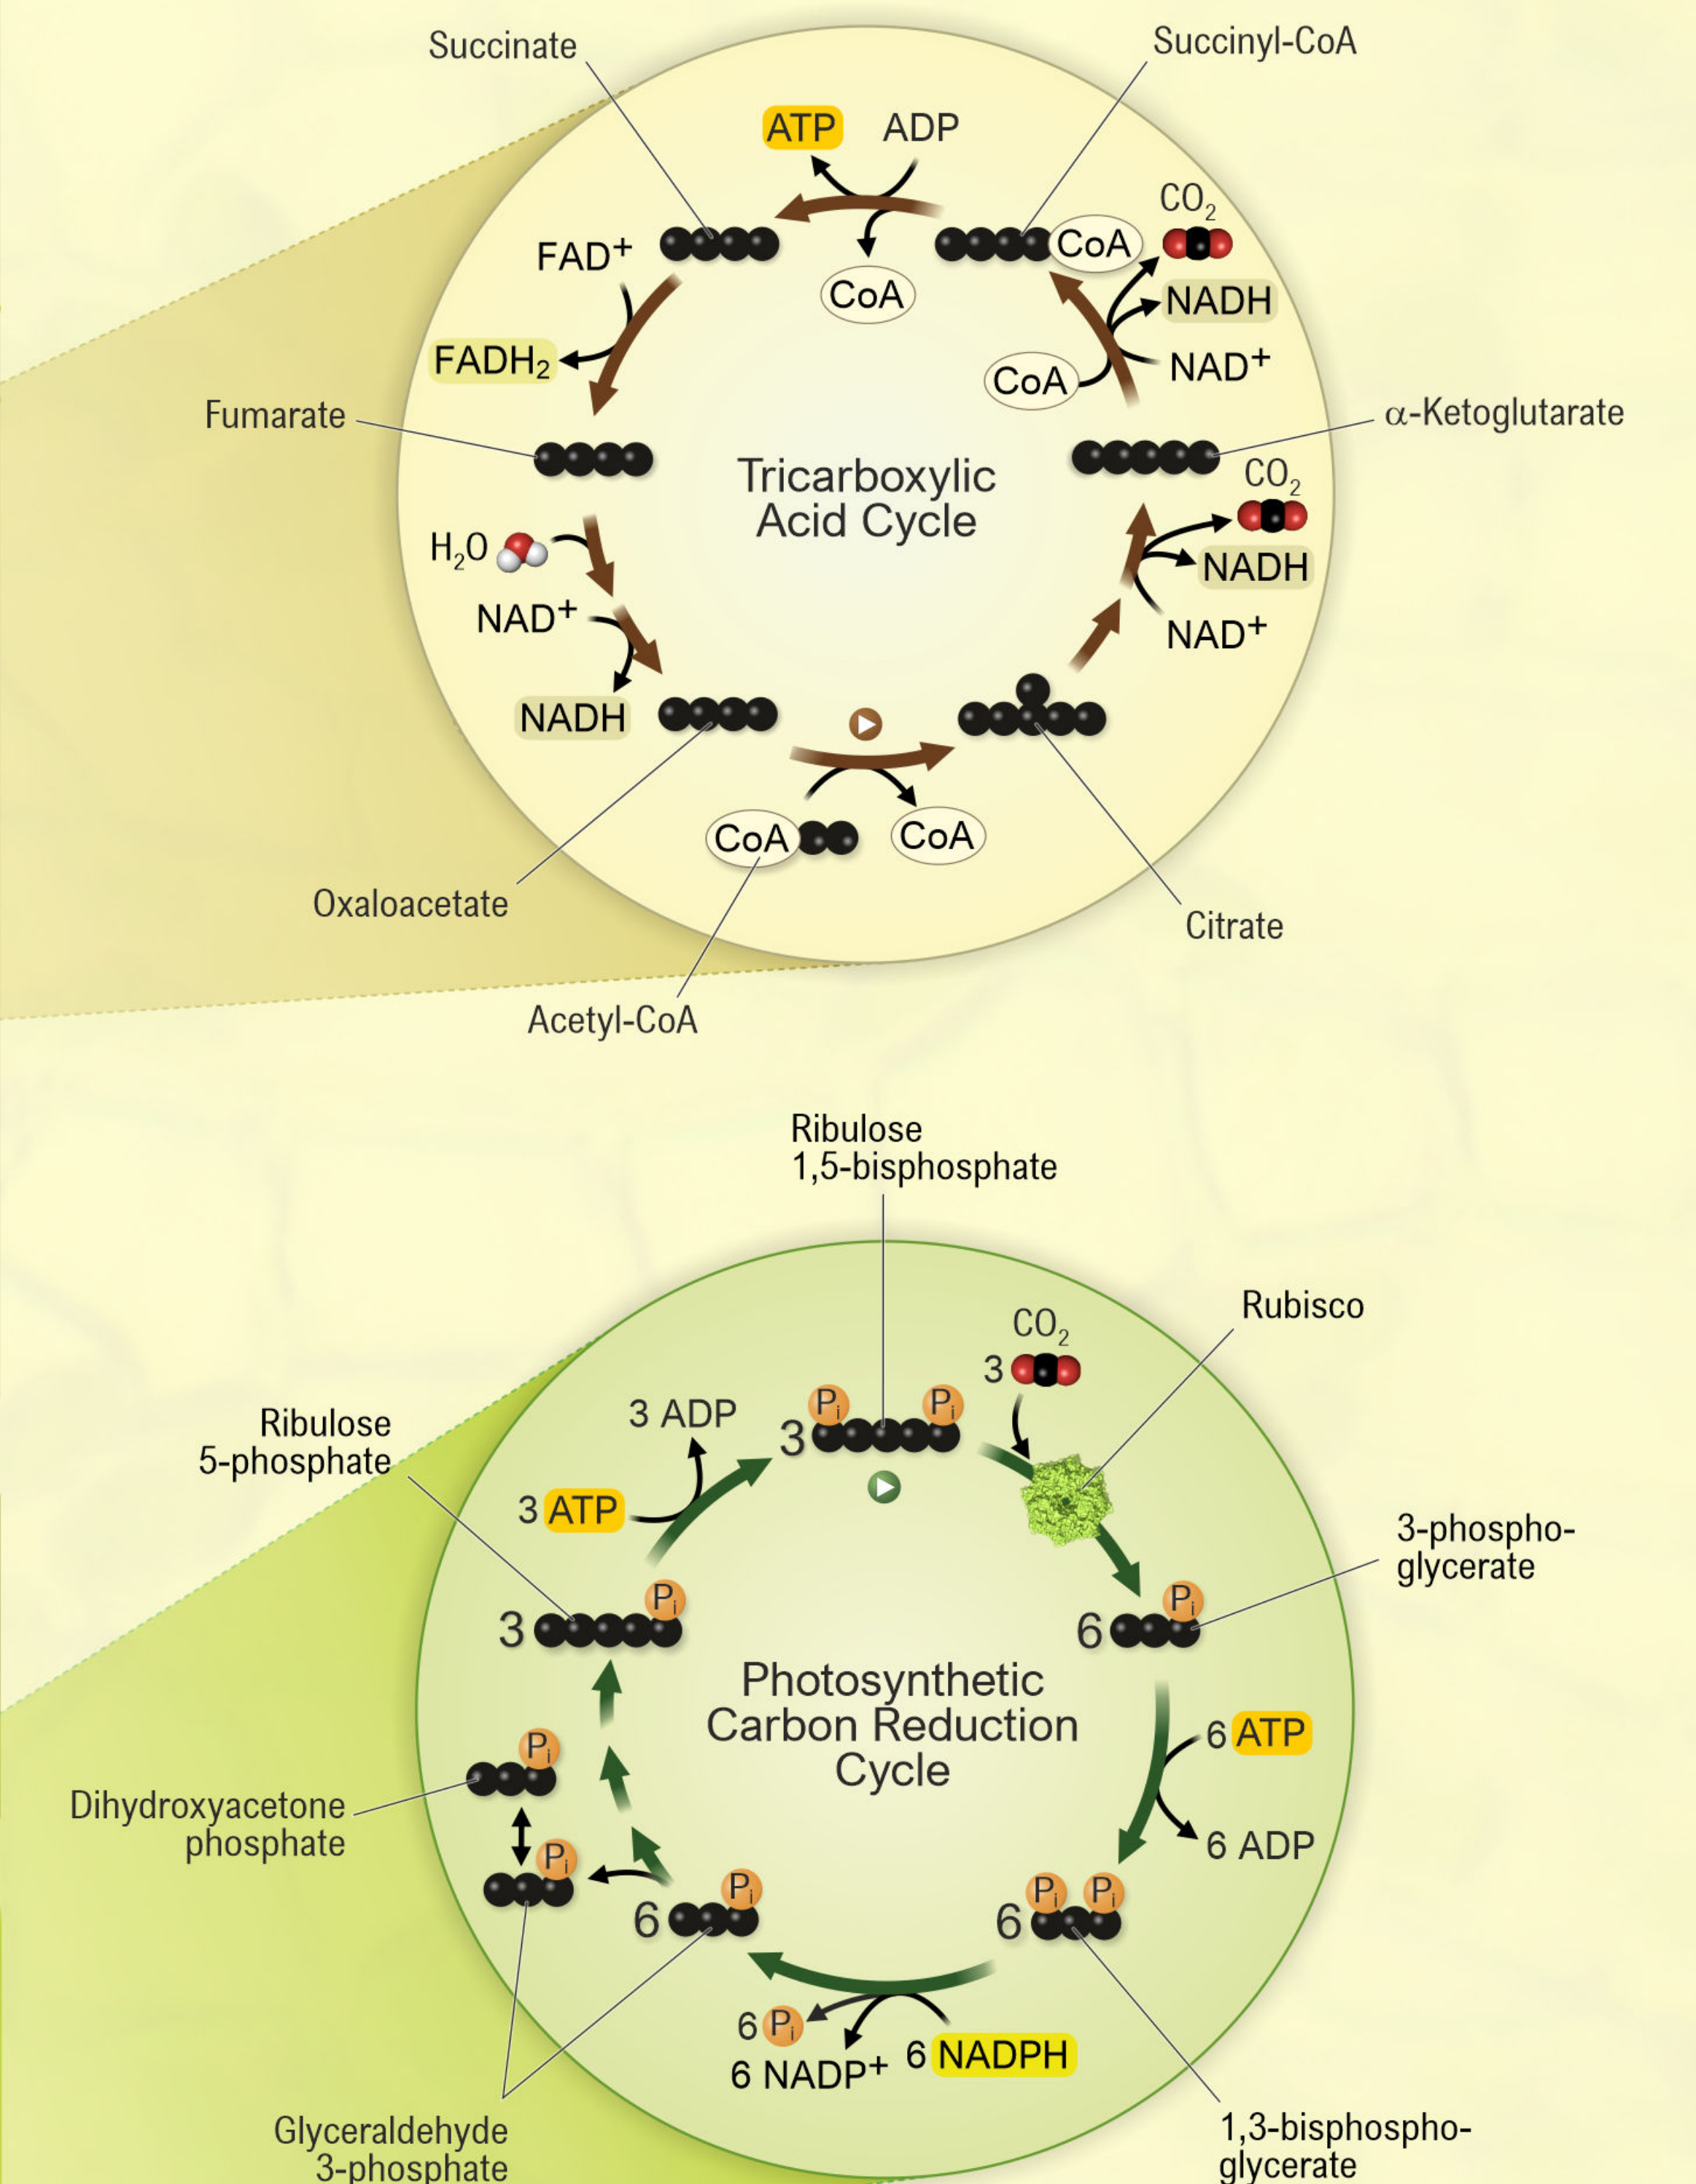 Succinate
Succinyl-CoA
ATP ADP
CO₂
FAD⁺
CoA
CoA
NADH
FADH₂
CoA
NAD⁺
Fumarate
α-Ketoglutarate
Tricarboxylic
Acid Cycle
CO₂
H₂O
NADH
NAD⁺
NAD⁺
NADH
CoA
CoA
Oxaloacetate
Citrate
Acetyl-CoA
Ribulose
1,5-bisphosphate
Rubisco
CO₂
3
3 ADP
Pi Pi
3
Ribulose
5-phosphate
3 ATP
3-phospho-
glycerate
Pi
3
Pi
6
Photosynthetic
Carbon Reduction
Cycle
6 ATP
6 ADP
Pi
Dihydroxyacetone
phosphate
Pi
Pi
6
Pi Pi
6
6 Pi
6 NADP⁺
6 NADPH
Glyceraldehyde
3-phosphate
1,3-bisphospho-
glycerate